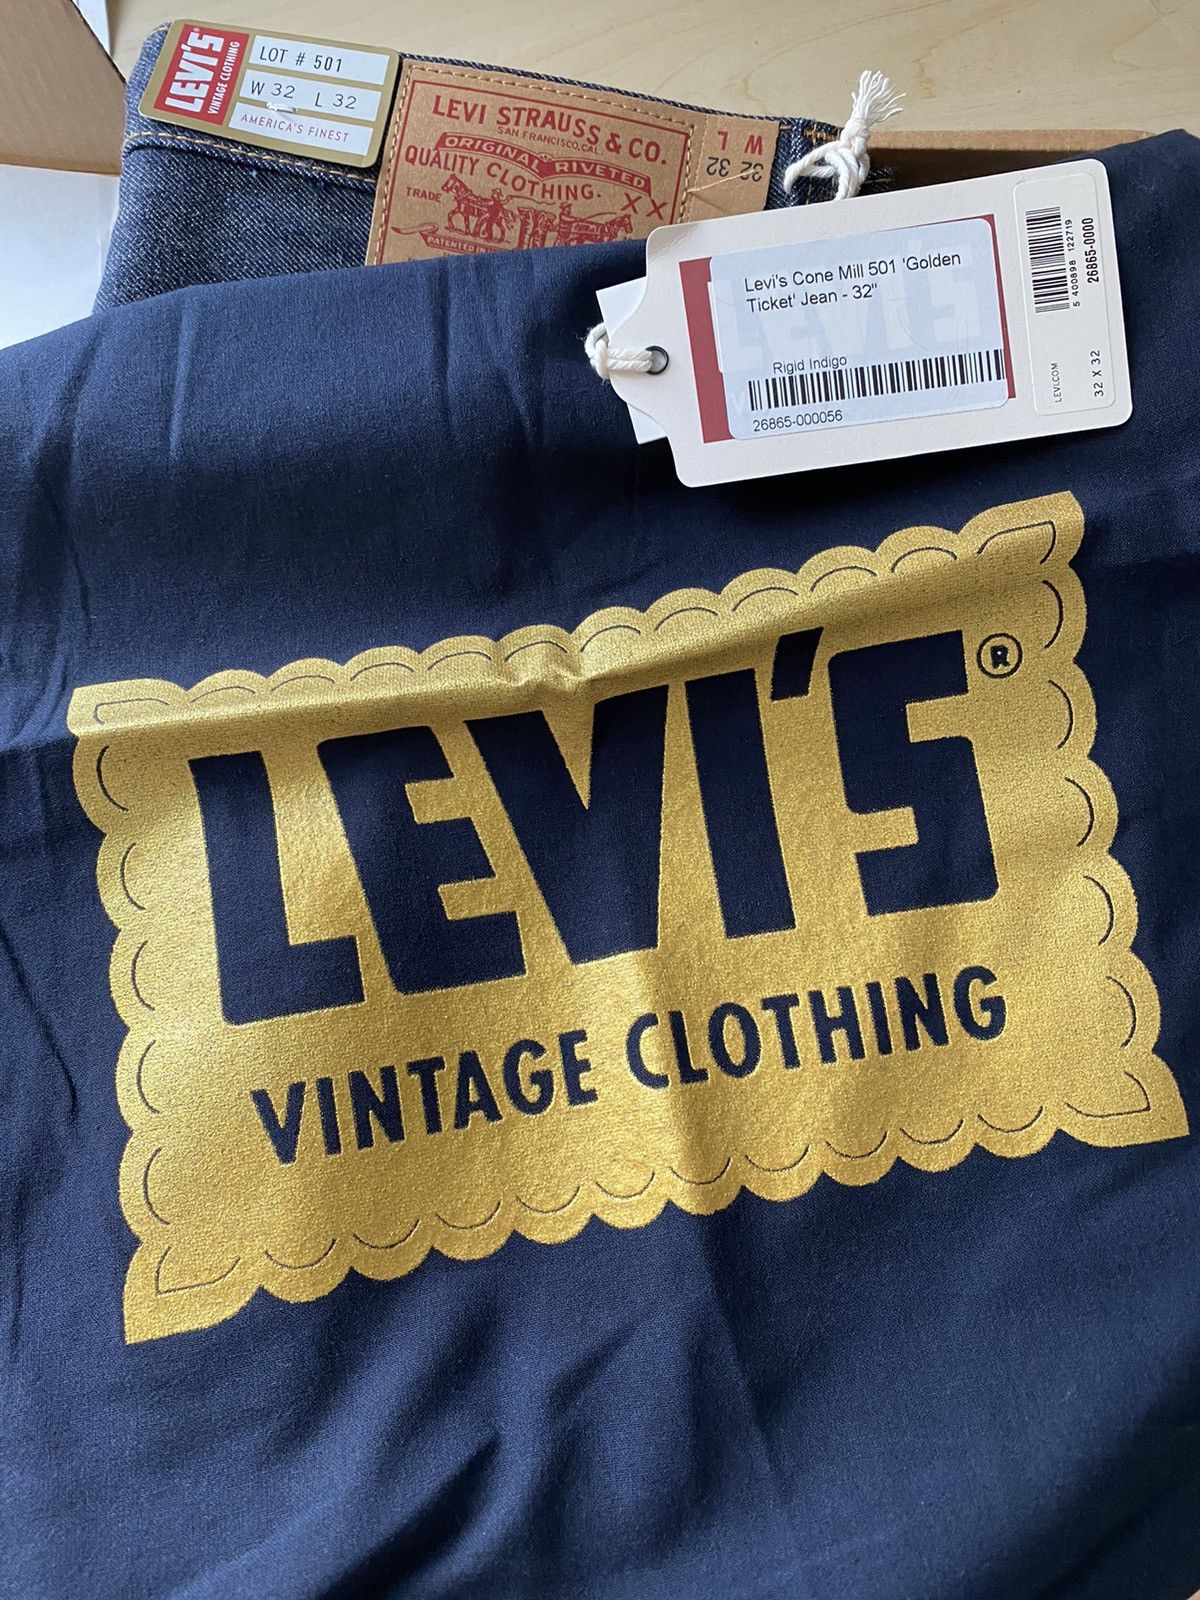 LEVI'S
VINTAGE CLOTHING
LOT # 501
W 32 L 32
AMERICA'S FINEST
LEVI STRAUSS & CO.
SAN FRANCISCO, CAL.
ORIGINAL RIVETED
QUALITY CLOTHING.
TRADE
XX
PATENTED IN U
W 32
L 32
Levi's Cone Mill 501 'Golden
Ticket' Jean - 32"
Rigid Indigo
26865-000056
5 400898 122719
26865-0000
LEVI.COM
32 X 32
LEVI'S®
VINTAGE CLOTHING